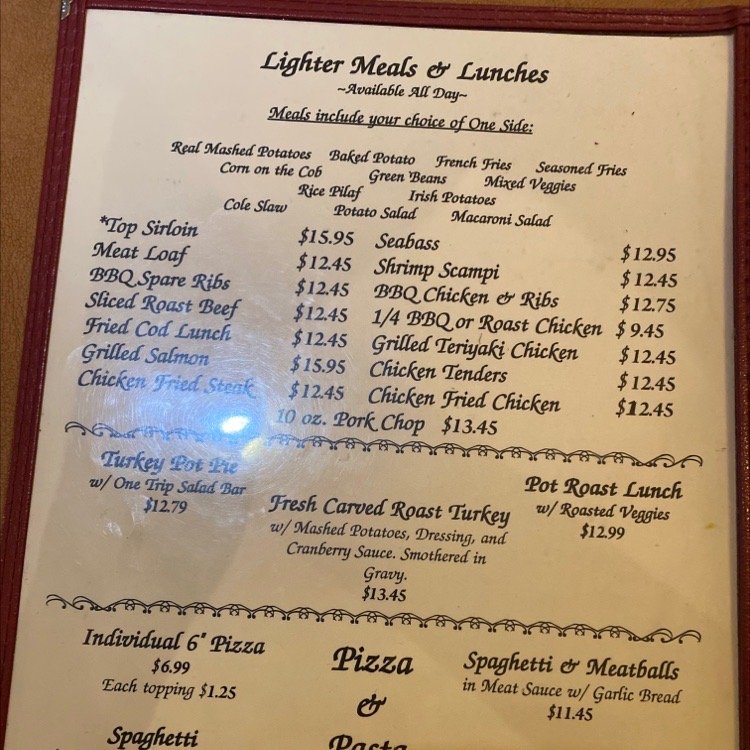 Lighter Meals & Lunches
~Available All Day~
Meals include your choice of One Side:
Real Mashed Potatoes Baked Potato French Fries Seasoned Fries
Corn on the Cob Green Beans Mixed Veggies
Rice Pilaf Irish Potatoes
Cole Slaw Potato Salad Macaroni Salad
*Top Sirloin $15.95 Seabass $12.95
Meat Loaf $12.45 Shrimp Scampi $12.45
BBQ Spare Ribs $12.45 BBQ Chicken & Ribs $12.75
Sliced Roast Beef $12.45 1/4 BBQ or Roast Chicken $ 9.45
Fried Cod Lunch $12.45 Grilled Teriyaki Chicken $12.45
Grilled Salmon $15.95 Chicken Tenders $12.45
Chicken Fried Steak $12.45 Chicken Fried Chicken $12.45
10 oz. Pork Chop $13.45
Turkey Pot Pie
w/ One Trip Salad Bar
$12.79
Fresh Carved Roast Turkey
w/ Mashed Potatoes, Dressing, and
Cranberry Sauce. Smothered in
Gravy.
$13.45
Pot Roast Lunch
w/ Roasted Veggies
$12.99
Individual 6" Pizza
$6.99
Each topping $1.25
Spaghetti
Pizza
&
Pasta
Spaghetti & Meatballs
in Meat Sauce w/ Garlic Bread
$11.45